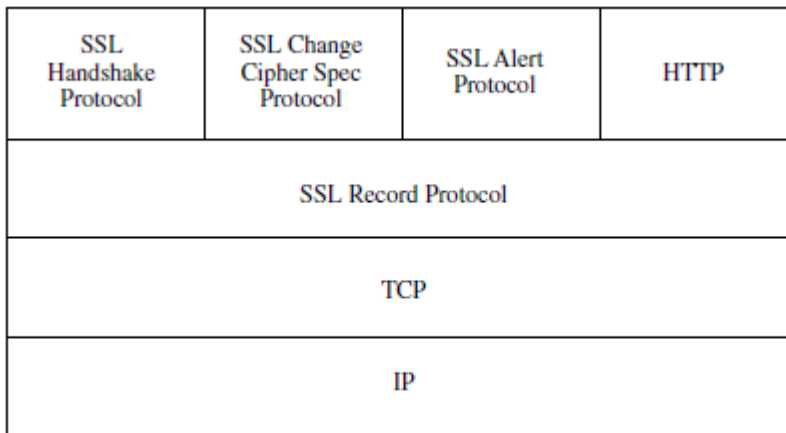 SSL
Handshake
Protocol
SSL Change
Cipher Spec
Protocol
SSL Alert
Protocol
HTTP
SSL Record Protocol
TCP
IP